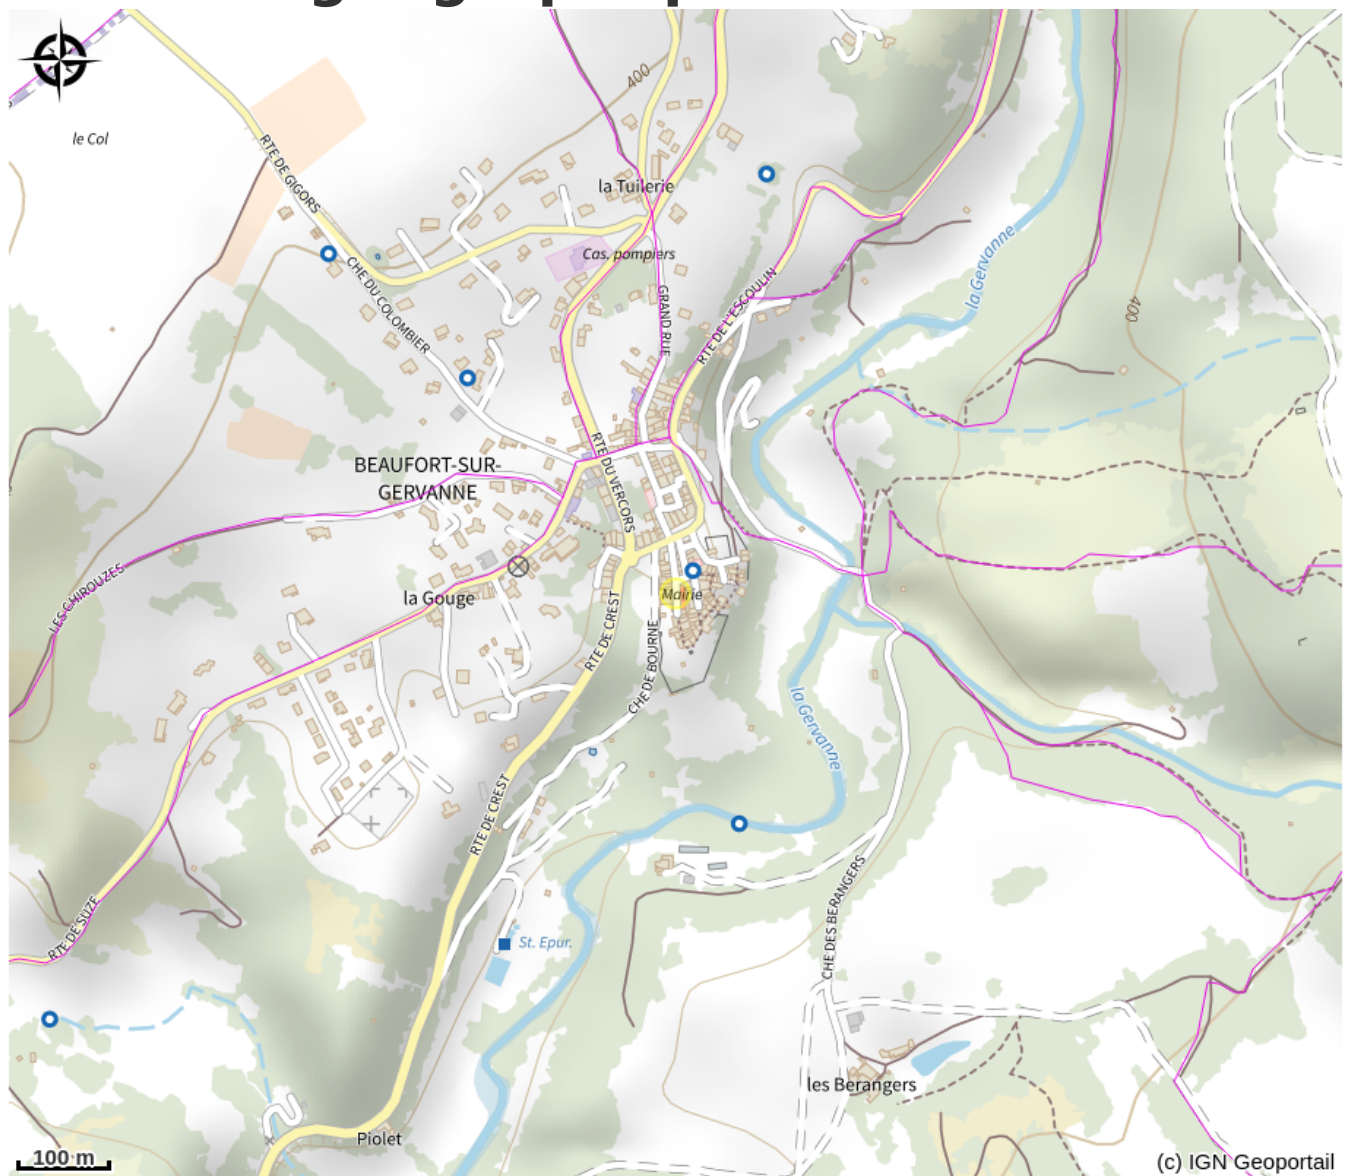 400
le Col
RTE DE GIGORS
la Tuilerie
Cas. pompiers
la Gervanne
CHE DU COLOMBIER
GRAND RUE
RTE DE L'ESCOULIN
400
BEAUFORT-SUR-
GERVANNE
RTE DU VERCORS
LES CHIROUZES
la Gouge
Mairie
RTE DE CREST
CHE DE BOURNE
la Gervanne
RTE DE CREST
CHE DES BERANGERS
RTE DE SUZE
St. Epur.
les Berangers
Piolet
100 m
(c) IGN Geoportail